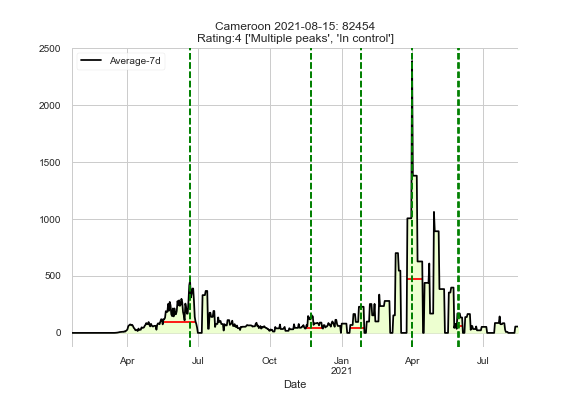 Cameroon 2021-08-15: 82454
Rating:4 ['Multiple peaks', 'In control']
Average-7d
2500
2000
1500
1000
500
0
Apr
Jul
Oct
Jan
2021
Apr
Jul
Date